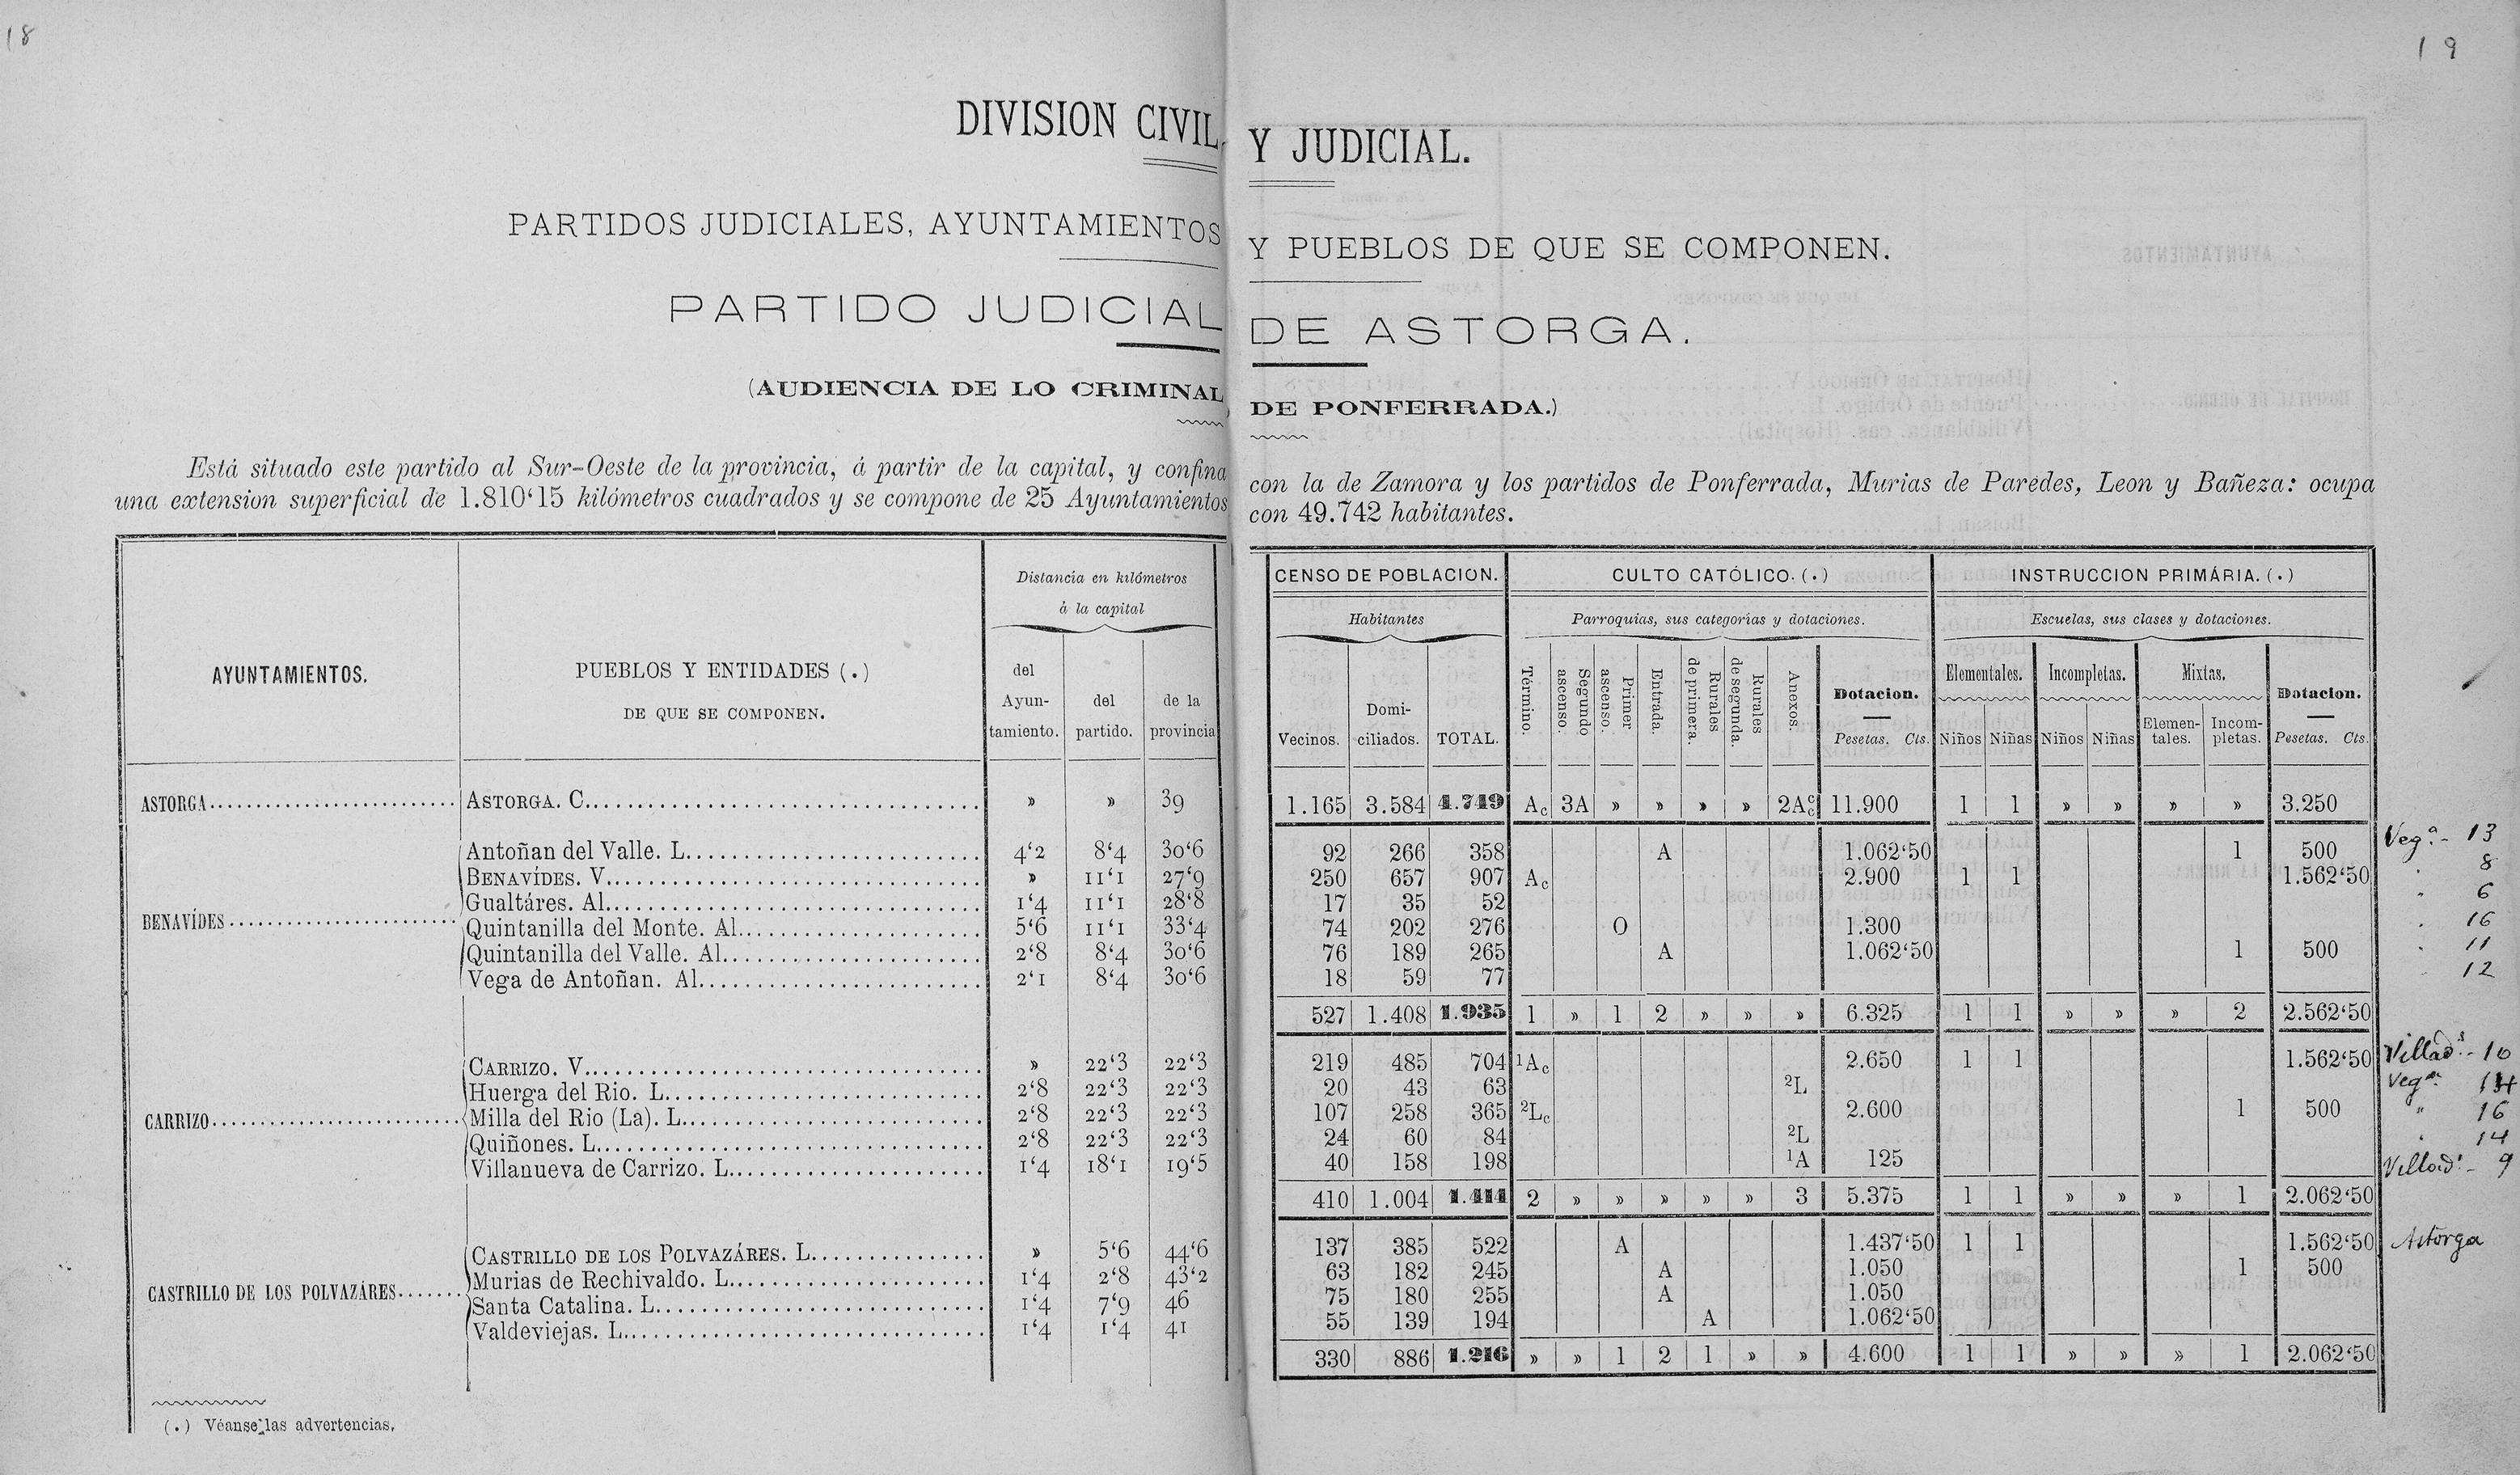 18
19
DIVISION CIVIL Y JUDICIAL.
PARTIDOS JUDICIALES, AYUNTAMIENTOS Y PUEBLOS DE QUE SE COMPONEN.
PARTIDO JUDICIAL DE ASTORGA.
(AUDIENCIA DE LO CRIMINAL DE PONFERRADA.)
Está situado este partido al Sur-Oeste de la provincia, á partir de la capital, y confina con la de Zamora y los partidos de Ponferrada, Murias de Paredes, Leon y Bañeza: ocupa
una extension superficial de 1.810‘15 kilómetros cuadrados y se compone de 25 Ayuntamientos con 49.742 habitantes.
AYUNTAMIENTOS.
PUEBLOS Y ENTIDADES (.)
DE QUE SE COMPONEN.
Distancia en kilómetros
á la capital
del Ayuntamiento. del partido. de la provincia
CENSO DE POBLACION. CULTO CATÓLICO. (.) INSTRUCCION PRIMÁRIA. (.)
Habitantes Parroquias, sus categorías y dotaciones. Escuelas, sus clases y dotaciones.
Vecinos. Domi-ciliados. TOTAL. Término. Segundo ascenso. Primer ascenso. Entrada. Rurales de primera. Rurales de segunda. Anexos. Dotacion. Pesetas. Cts.
Elementales. Incompletas. Mixtas. Dotacion.
Niños Niñas Niños Niñas Elemen-tales. Incom-pletas. Pesetas. Cts.
ASTORGA ASTORGA. C. » » 39 1.165 3.584 4.749 Ac 3A » » » » 2Acc 11.900 1 1 » » » » 3.250
BENAVÍDES
Antoñan del Valle. L. 4‘2 8‘4 30‘6 92 266 358 A 1.062‘50 1 500 Vegª.- 13
BENAVÍDES. V. » 11‘1 27‘9 250 657 907 Ac 2.900 1 1 1.562‘50 8
Gualtáres. Al. 1‘4 11‘1 28‘8 17 35 52 6
Quintanilla del Monte. Al. 5‘6 11‘1 33‘4 74 202 276 O 1.300 16
Quintanilla del Valle. Al. 2‘8 8‘4 30‘6 76 189 265 A 1.062‘50 1 500 11
Vega de Antoñan. Al. 2‘1 8‘4 30‘6 18 59 77 12
527 1.408 1.935 1 » 1 2 » » » 6.325 1 1 » » » 2 2.562‘50
CARRIZO
CARRIZO. V. » 22‘3 22‘3 219 485 704 1Ac 2.650 1 1 1.562‘50
Huerga del Rio. L. 2‘8 22‘3 22‘3 20 43 63 2L
Milla del Rio (La). L. 2‘8 22‘3 22‘3 107 258 365 2Lc 2.600 1 500 " 16
Quiñones. L. 2‘8 22‘3 22‘3 24 60 84 2L 14
Villanueva de Carrizo. L. 1‘4 18‘1 19‘5 40 158 198 1A 125 9
410 1.004 1.414 2 » » » » » 3 5.375 1 1 » » » 1 2.062‘50
CASTRILLO DE LOS POLVAZÁRES
CASTRILLO DE LOS POLVAZÁRES. L. » 5‘6 44‘6 137 385 522 A 1.437‘50 1 1 1.562‘50 Astorga
Murias de Rechivaldo. L. 1‘4 2‘8 43‘2 63 182 245 A 1.050 1 500
Santa Catalina. L. 1‘4 7‘9 46 75 180 255 A 1.050
Valdeviejas. L. 1‘4 1‘4 41 55 139 194 A 1.062‘50
330 886 1.216 » » 1 2 1 » » 4.600 1 1 » » » 1 2.062‘50
(.) Véanse las advertencias.